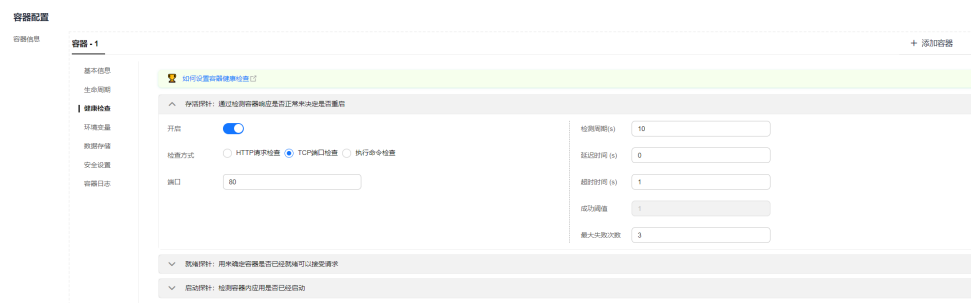 容器配置
容器信息
容器 - 1
+ 添加容器
基本信息
生命周期
健康检查
环境变量
数据存储
安全设置
容器日志
如何设置容器健康检查
存活探针：通过检测容器响应是否正常来决定是否重启
开启
检查方式
HTTP请求检查 TCP端口检查 执行命令检查
端口
80
检测周期(s)
10
延迟时间 (s)
0
超时时间 (s)
1
成功阈值
1
最大失败次数
3
就绪探针：用来确定容器是否已经就绪可以接受请求
启动探针：检测容器内应用是否已经启动